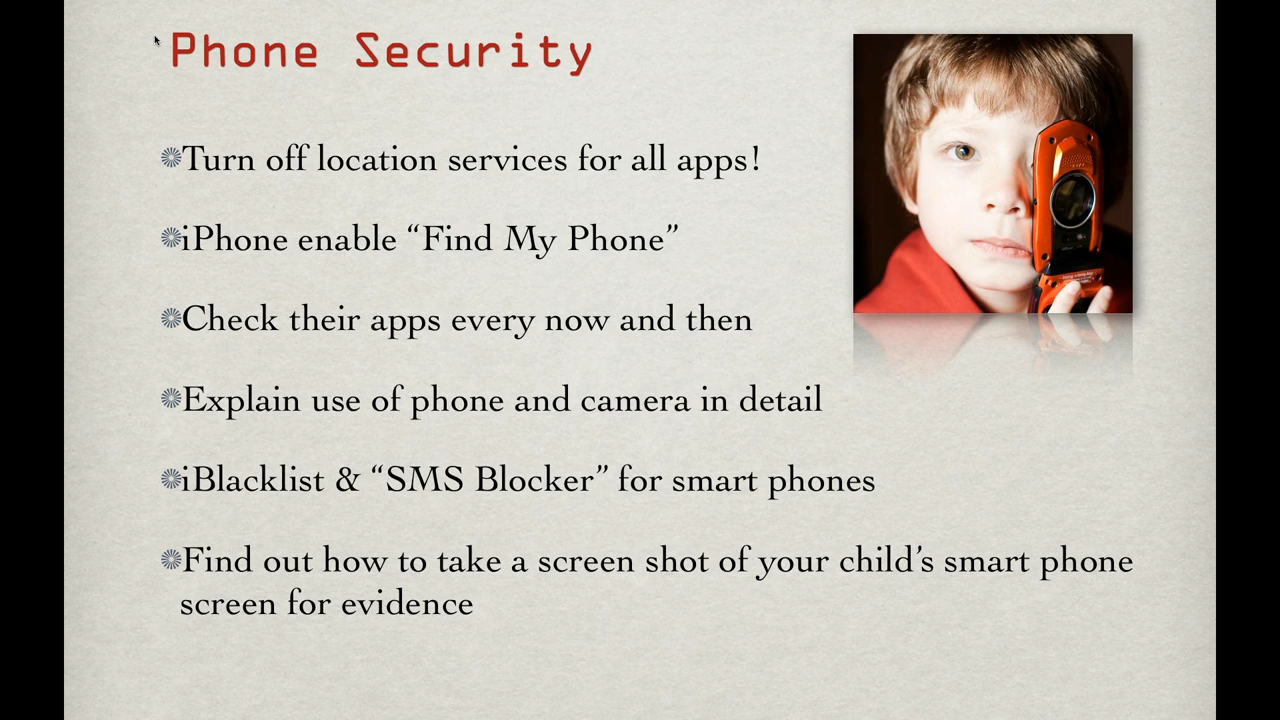 Phone Security
Turn off location services for all apps!
iPhone enable “Find My Phone”
Check their apps every now and then
Explain use of phone and camera in detail
iBlacklist & “SMS Blocker” for smart phones
Find out how to take a screen shot of your child’s smart phone
screen for evidence